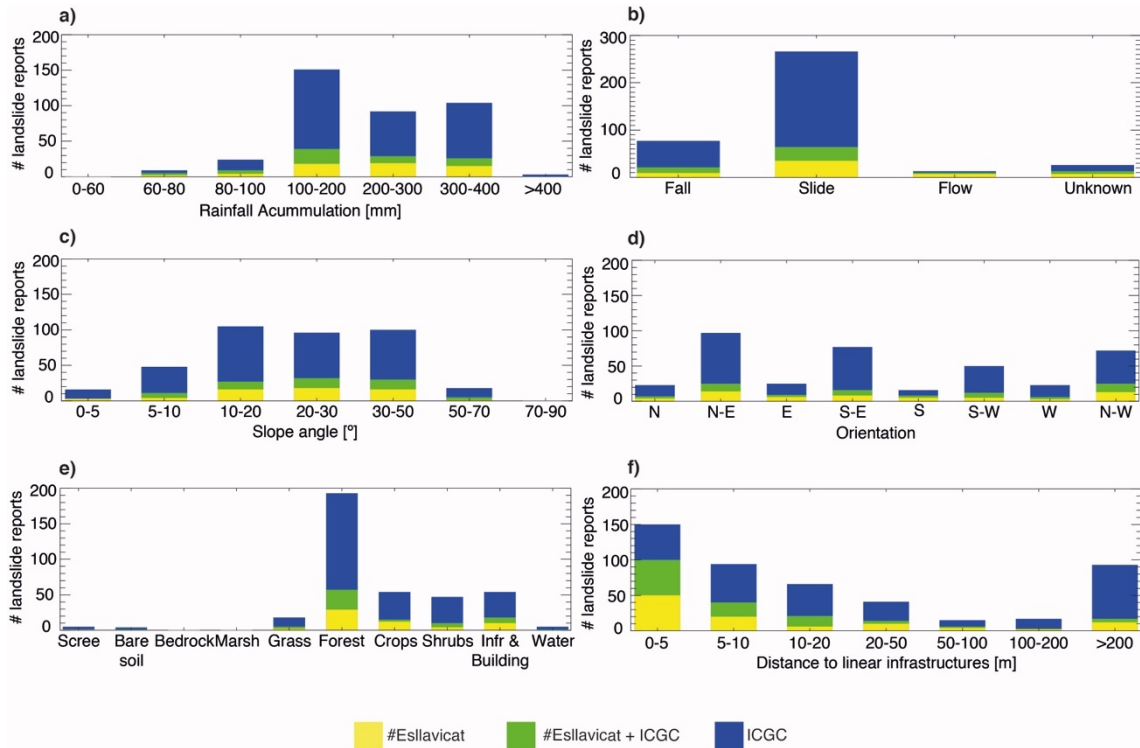 a)
200
150
100
50
0
# landslide reports
0-60 60-80 80-100 100-200 200-300 300-400 >400
Rainfall Acummulation [mm]
b)
300
200
100
0
# landslide reports
Fall Slide Flow Unknown
c)
200
150
100
50
0
# landslide reports
0-5 5-10 10-20 20-30 30-50 50-70 70-90
Slope angle [º]
d)
200
150
100
50
0
# landslide reports
N N-E E S-E S S-W W N-W
Orientation
e)
200
150
100
50
0
# landslide reports
Scree Bare Bedrock Marsh Grass Forest Crops Shrubs Infr & Water
soil Building
f)
200
150
100
50
0
# landslide reports
0-5 5-10 10-20 20-50 50-100 100-200 >200
Distance to linear infrastructures [m]
#Esllavicat #Esllavicat + ICGC ICGC